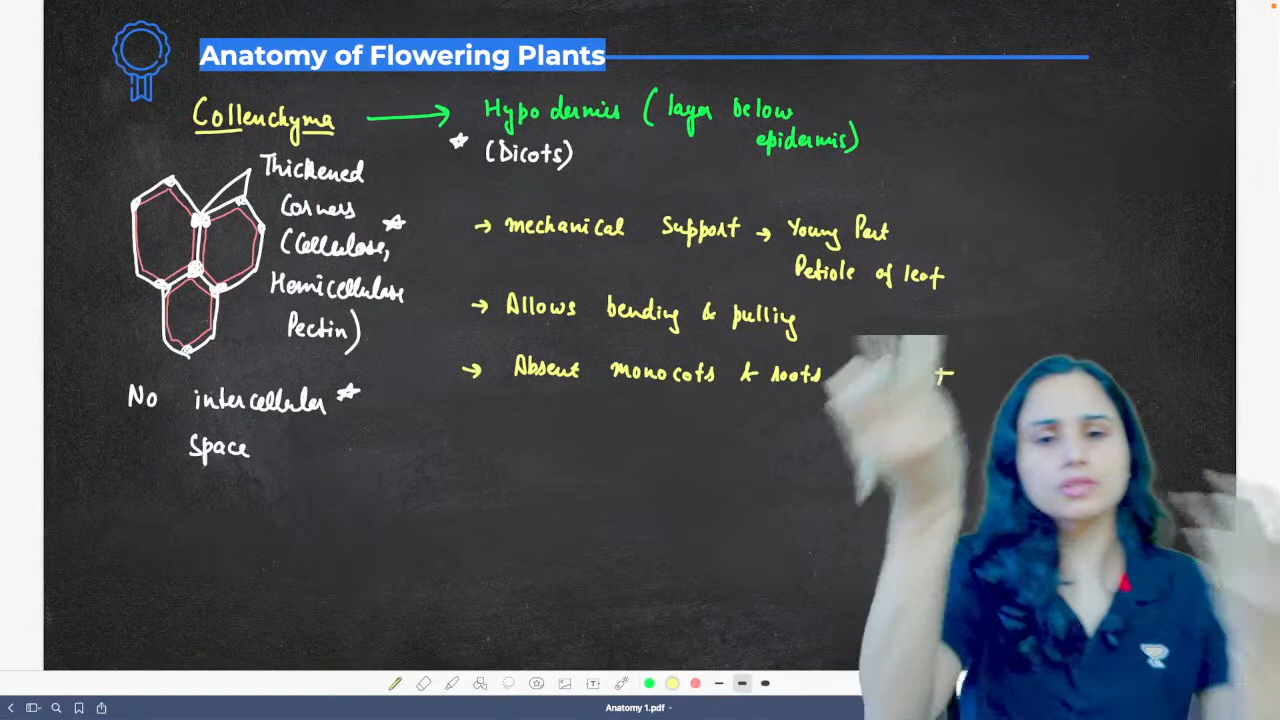 Anatomy of Flowering Plants
Collenchyma → Hypodermis (layer below
epidermis)
(Dicots)
Thickened
Corners
(Cellulose,
Hemicellulose
Pectin)
No intercellular
Space
→ mechanical Support → Young Part
Petiole of leaf
→ Allows bending & pulling
→ Absent monocots & roots
Anatomy 1.pdf